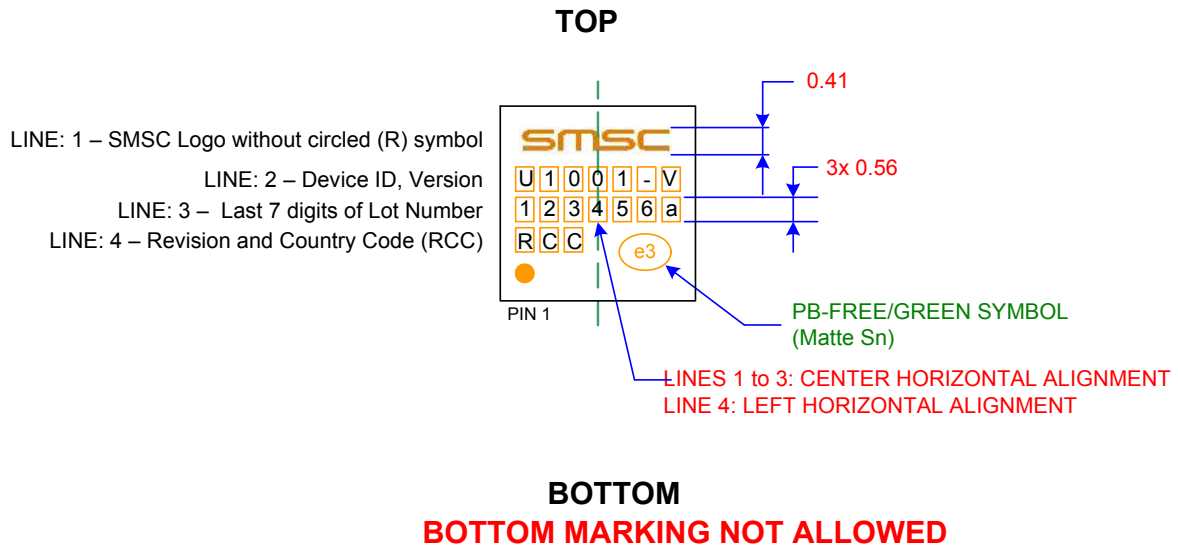 TOP
0.41
LINE: 1 – SMSC Logo without circled (R) symbol
SMSC
3x 0.56
LINE: 2 – Device ID, Version
U1001-V
LINE: 3 – Last 7 digits of Lot Number
123456a
LINE: 4 – Revision and Country Code (RCC)
RCC
e3
PIN 1
PB-FREE/GREEN SYMBOL
(Matte Sn)
LINES 1 to 3: CENTER HORIZONTAL ALIGNMENT
LINE 4: LEFT HORIZONTAL ALIGNMENT
BOTTOM
BOTTOM MARKING NOT ALLOWED